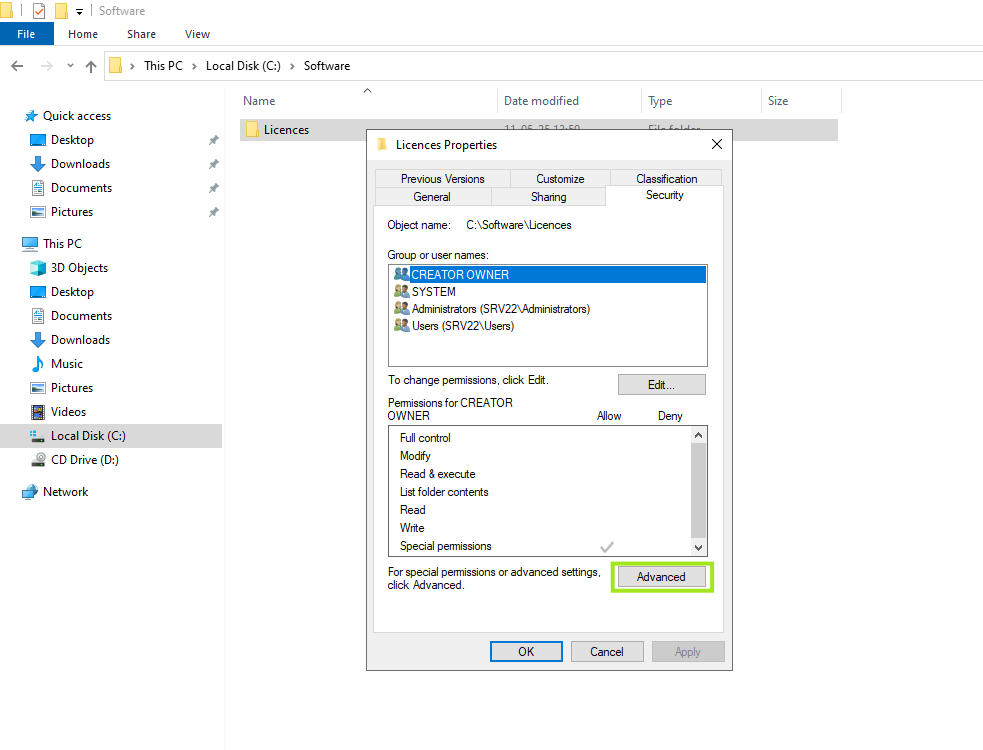 Software
File Home Share View
This PC Local Disk (C:) Software
Name Date modified Type Size
Quick access
Desktop
Downloads
Documents
Pictures
This PC
3D Objects
Desktop
Documents
Downloads
Music
Pictures
Videos
Local Disk (C:)
CD Drive (D:)
Network
Licences 11-05-25 12:59 File folder
Licences Properties
Previous Versions Customize Classification
General Sharing Security
Object name: C:\Software\Licences
Group or user names:
CREATOR OWNER
SYSTEM
Administrators (SRV22\Administrators)
Users (SRV22\Users)
To change permissions, click Edit. Edit...
Permissions for CREATOR
OWNER Allow Deny
Full control
Modify
Read & execute
List folder contents
Read
Write
Special permissions
For special permissions or advanced settings,
click Advanced. Advanced
OK Cancel Apply